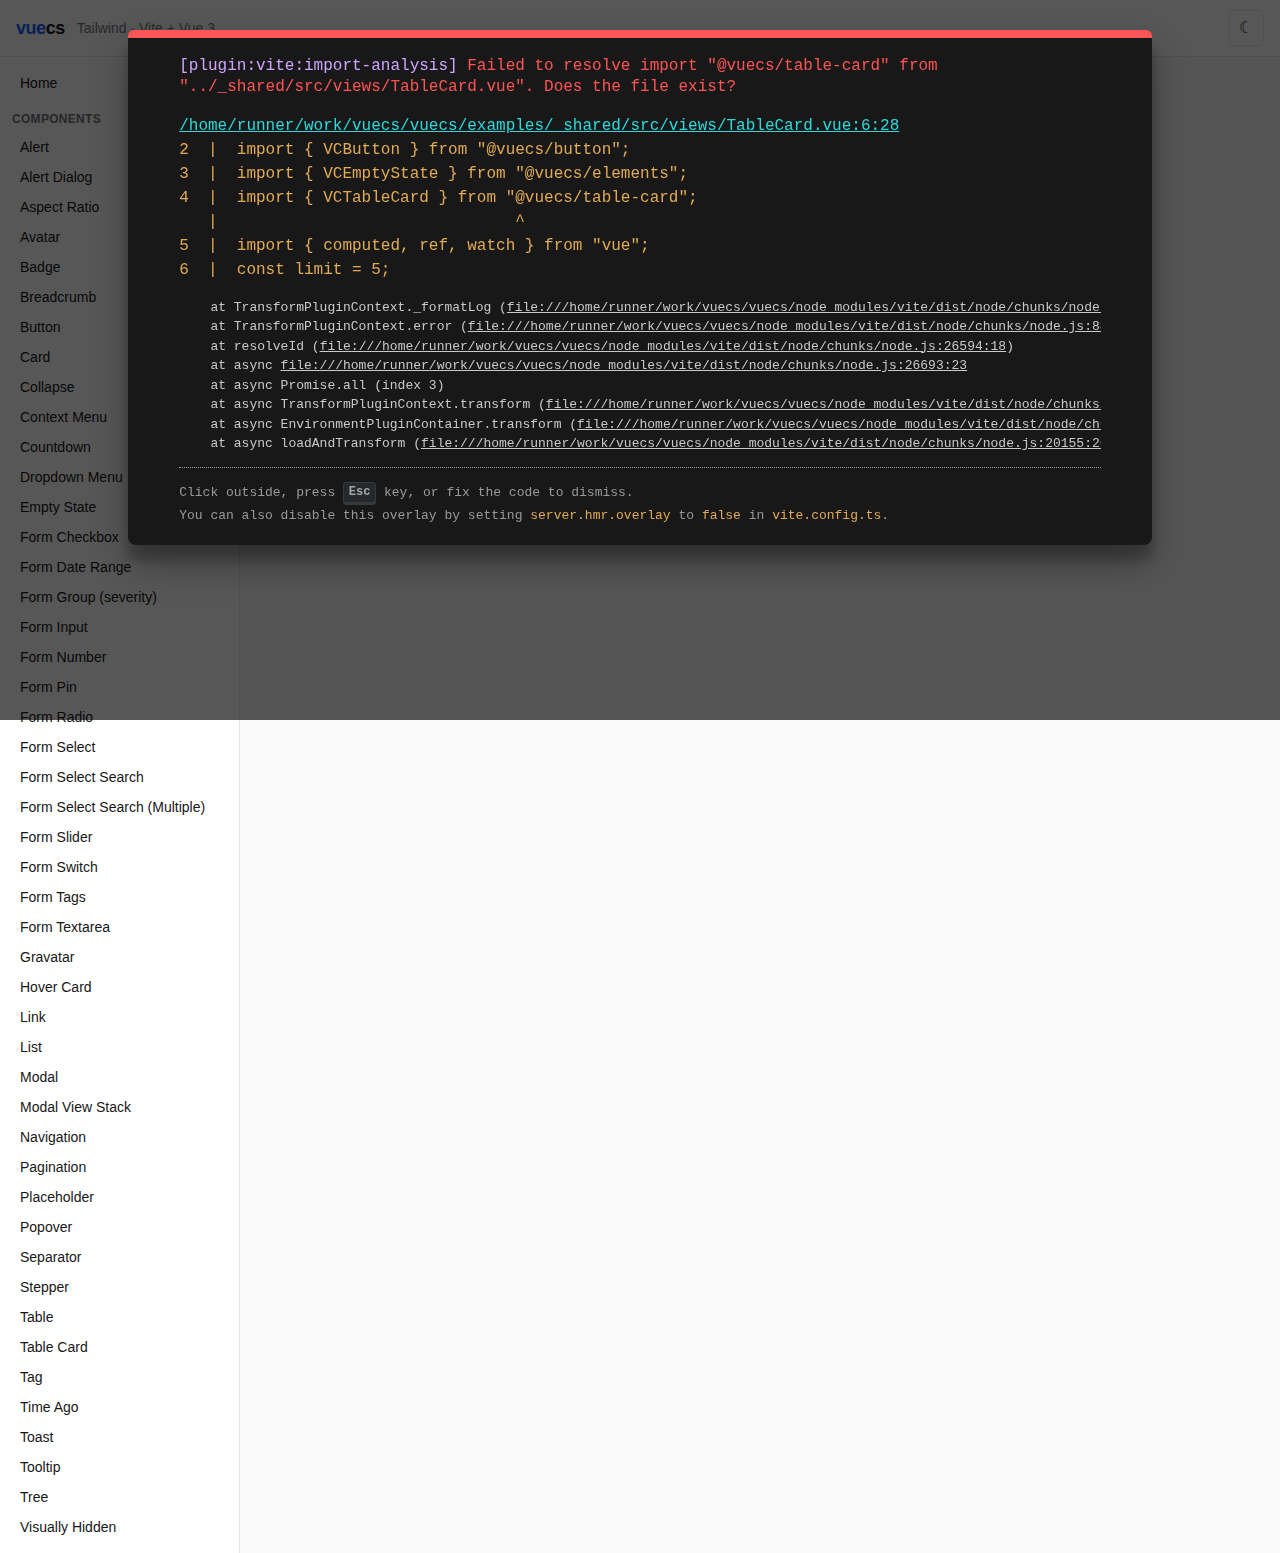 vuecs Tailwind · Vite + Vue 3
☾
[plugin:vite:import-analysis] Failed to resolve import "@vuecs/table-card" from
"../_shared/src/views/TableCard.vue". Does the file exist?
/home/runner/work/vuecs/vuecs/examples/_shared/src/views/TableCard.vue:6:28
2  |  import { VCButton } from "@vuecs/button";
3  |  import { VCEmptyState } from "@vuecs/elements";
4  |  import { VCTableCard } from "@vuecs/table-card";
   |                               ^
5  |  import { computed, ref, watch } from "vue";
6  |  const limit = 5;
at TransformPluginContext._formatLog (file:///home/runner/work/vuecs/vuecs/node_modules/vite/dist/node/chunks/node
at TransformPluginContext.error (file:///home/runner/work/vuecs/vuecs/node_modules/vite/dist/node/chunks/node.js:8
at resolveId (file:///home/runner/work/vuecs/vuecs/node_modules/vite/dist/node/chunks/node.js:26594:18)
at async file:///home/runner/work/vuecs/vuecs/node_modules/vite/dist/node/chunks/node.js:26693:23
at async Promise.all (index 3)
at async TransformPluginContext.transform (file:///home/runner/work/vuecs/vuecs/node_modules/vite/dist/node/chunks
at async EnvironmentPluginContainer.transform (file:///home/runner/work/vuecs/vuecs/node_modules/vite/dist/node/ch
at async loadAndTransform (file:///home/runner/work/vuecs/vuecs/node_modules/vite/dist/node/chunks/node.js:20155:2
Click outside, press Esc key, or fix the code to dismiss.
You can also disable this overlay by setting server.hmr.overlay to false in vite.config.ts.
Home
COMPONENTS
Alert
Alert Dialog
Aspect Ratio
Avatar
Badge
Breadcrumb
Button
Card
Collapse
Context Menu
Countdown
Dropdown Menu
Empty State
Form Checkbox
Form Date Range
Form Group (severity)
Form Input
Form Number
Form Pin
Form Radio
Form Select
Form Select Search
Form Select Search (Multiple)
Form Slider
Form Switch
Form Tags
Form Textarea
Gravatar
Hover Card
Link
List
Modal
Modal View Stack
Navigation
Pagination
Placeholder
Popover
Separator
Stepper
Table
Table Card
Tag
Time Ago
Toast
Tooltip
Tree
Visually Hidden